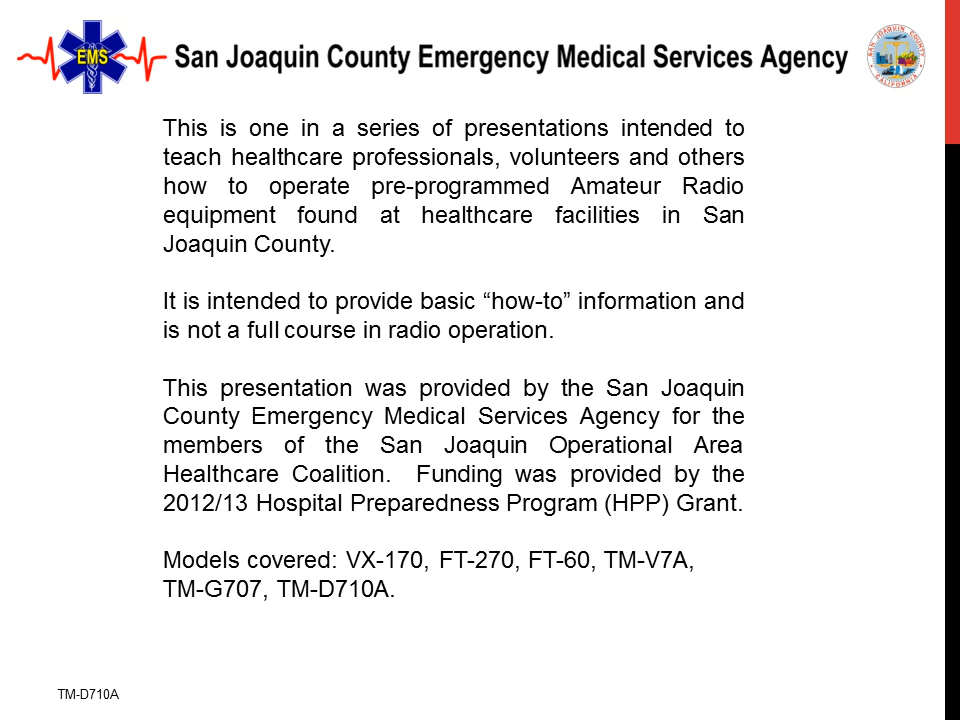 EMS
San Joaquin County Emergency Medical Services Agency
SAN JOAQUIN COUNTY
CALIFORNIA
This is one in a series of presentations intended to
teach healthcare professionals, volunteers and others
how to operate pre-programmed Amateur Radio
equipment found at healthcare facilities in San
Joaquin County.
It is intended to provide basic “how-to” information and
is not a full course in radio operation.
This presentation was provided by the San Joaquin
County Emergency Medical Services Agency for the
members of the San Joaquin Operational Area
Healthcare Coalition. Funding was provided by the
2012/13 Hospital Preparedness Program (HPP) Grant.
Models covered: VX-170, FT-270, FT-60, TM-V7A,
TM-G707, TM-D710A.
TM-D710A